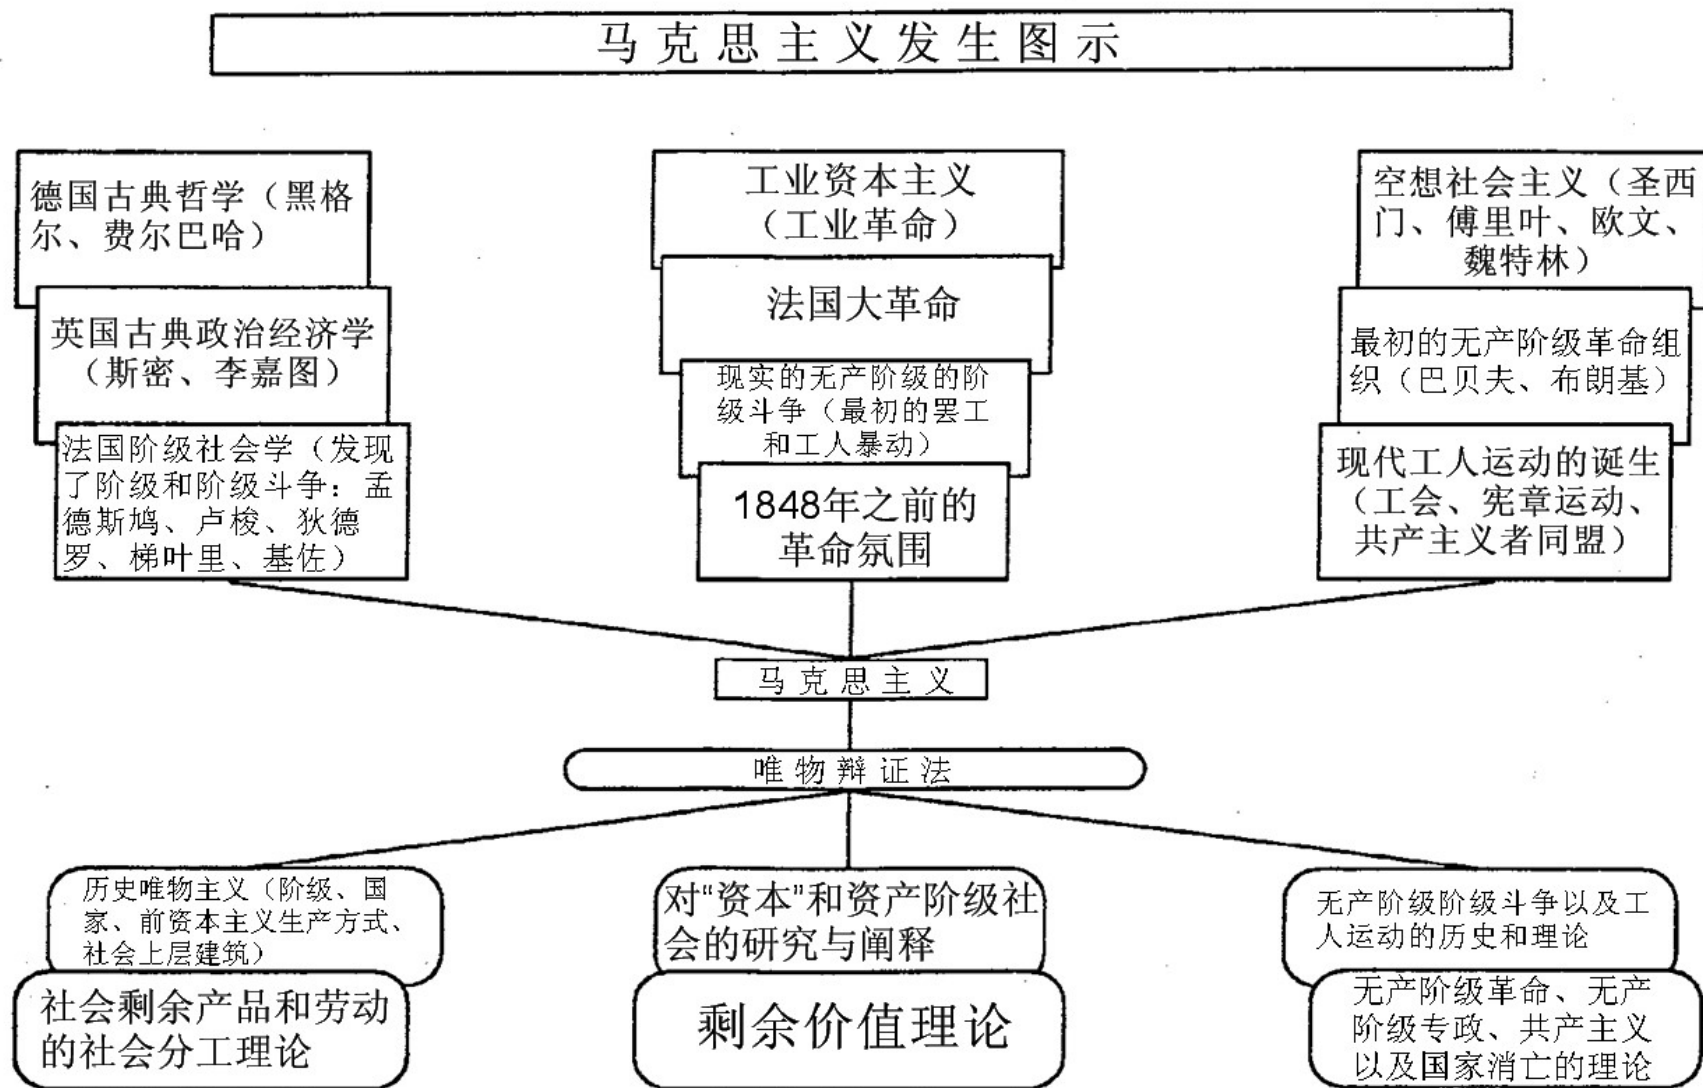 马克思主义发生图示
德国古典哲学（黑格
尔、费尔巴哈）
英国古典政治经济学
（斯密、李嘉图）
法国阶级社会学（发现
了阶级和阶级斗争：孟
德斯鸠、卢梭、狄德
罗、梯叶里、基佐）
工业资本主义
（工业革命）
法国大革命
现实的无产阶级的阶
级斗争（最初的罢工
和工人暴动）
1848年之前的
革命氛围
空想社会主义（圣西
门、傅里叶、欧文、
魏特林）
最初的无产阶级革命组
织（巴贝夫、布朗基）
现代工人运动的诞生
（工会、宪章运动、
共产主义者同盟）
马克思主义
唯物辩证法
历史唯物主义（阶级、国
家、前资本主义生产方式、
社会上层建筑）
社会剩余产品和劳动
的社会分工理论
对“资本”和资产阶级社
会的研究与阐释
剩余价值理论
无产阶级阶级斗争以及工
人运动的历史和理论
无产阶级革命、无产
阶级专政、共产主义
以及国家消亡的理论